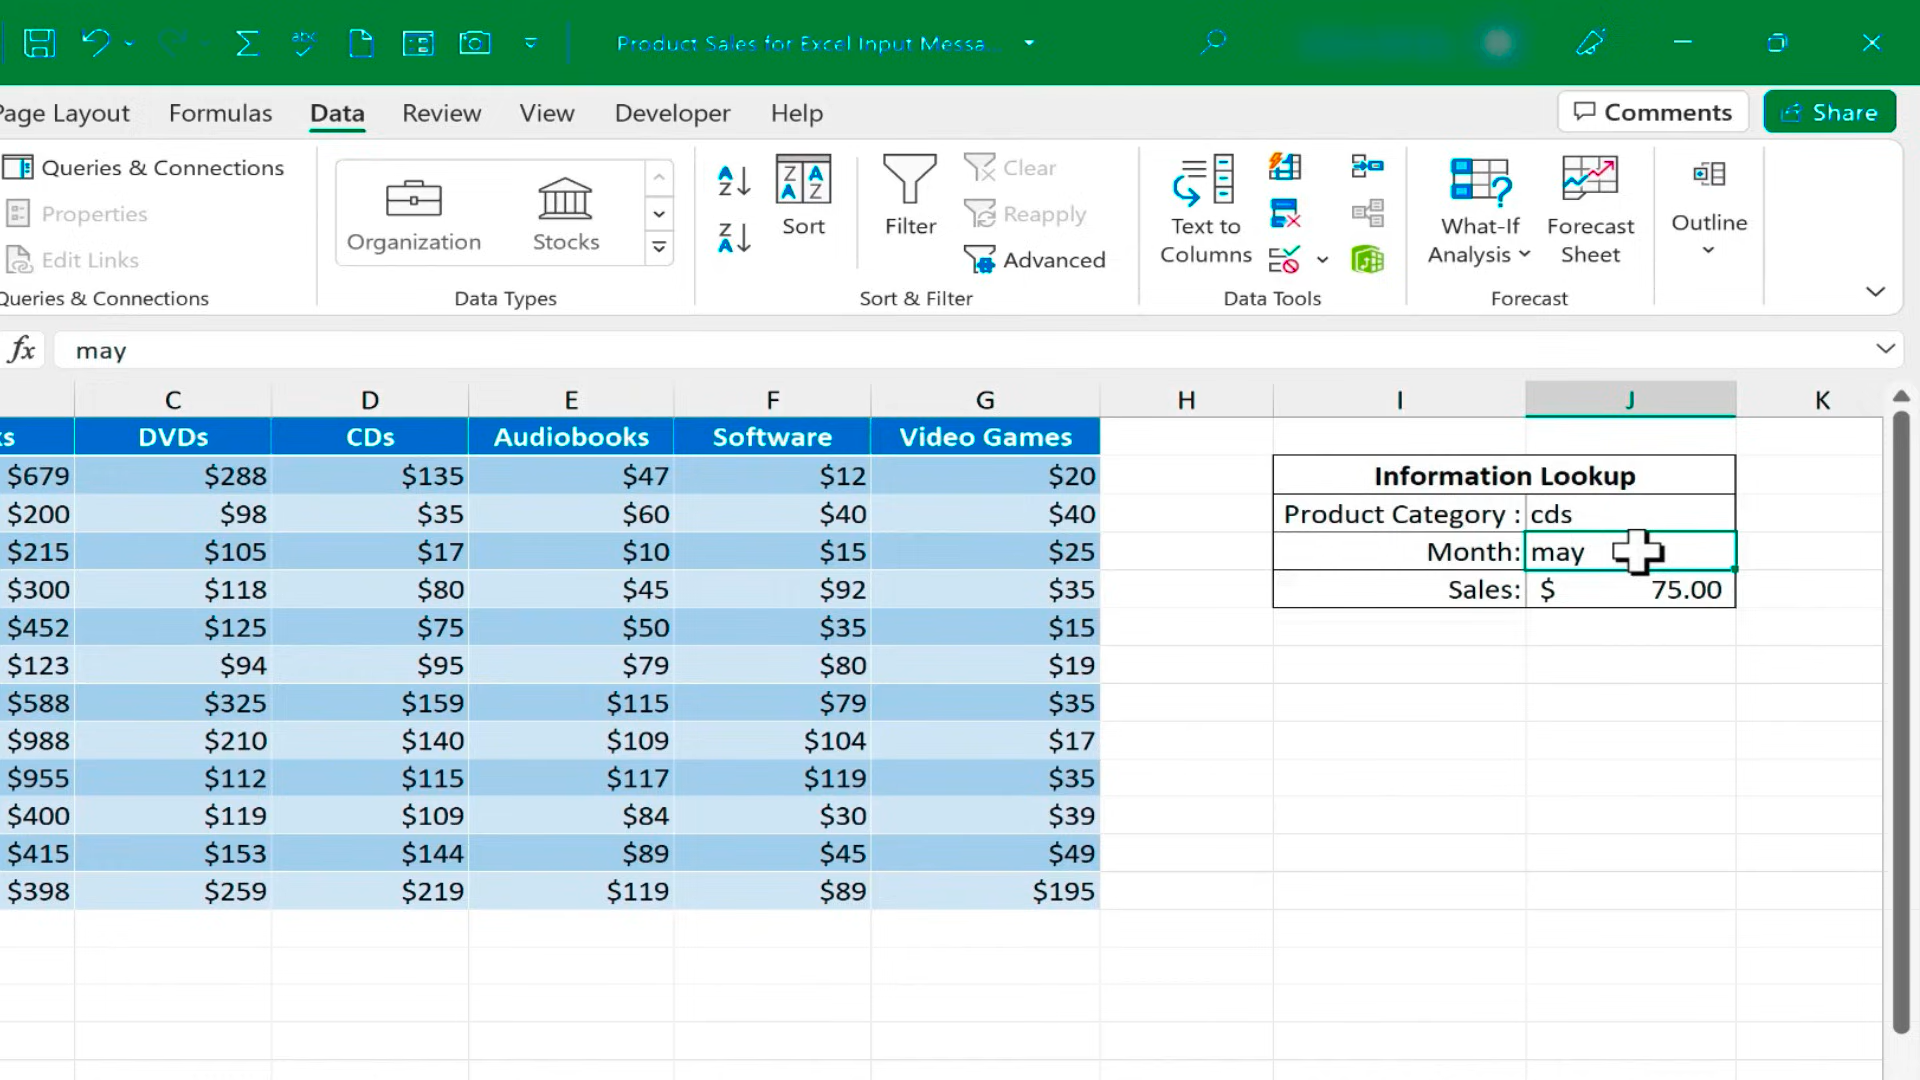 abc Product Sales for Excel Input Messa...
Page Layout Formulas Data Review View Developer Help Comments Share
Queries & Connections
Properties
Edit Links
Queries & Connections
Organization Stocks
Data Types
Sort
Filter
Clear
Reapply
Advanced
Sort & Filter
Text to Columns
Data Tools
What-If Analysis
Forecast Sheet
Forecast
Outline
fx may
C D E F G H I J K
ks DVDs CDs Audiobooks Software Video Games
$679 $288 $135 $47 $12 $20 Information Lookup
$200 $98 $35 $60 $40 $40 Product Category : cds
$215 $105 $17 $10 $15 $25 Month: may
$300 $118 $80 $45 $92 $35 Sales: $ 75.00
$452 $125 $75 $50 $35 $15
$123 $94 $95 $79 $80 $19
$588 $325 $159 $115 $79 $35
$988 $210 $140 $109 $104 $17
$955 $112 $115 $117 $119 $35
$400 $119 $109 $84 $30 $39
$415 $153 $144 $89 $45 $49
$398 $259 $219 $119 $89 $195